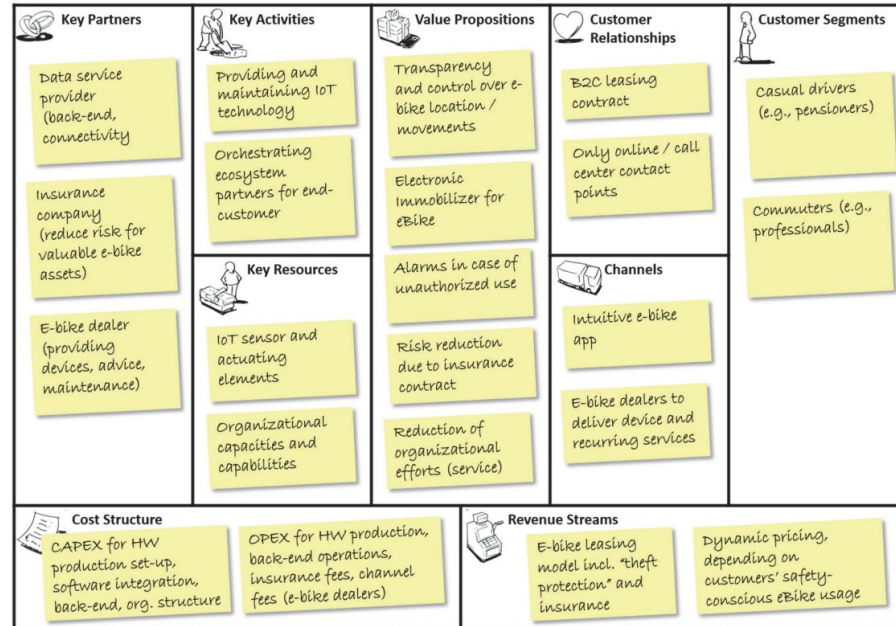 Key Partners
Data service
provider
(back-end,
connectivity
Insurance
company
(reduce risk for
valuable e-bike
assets)
E-bike dealer
(providing
devices, advice,
maintenance)
Key Activities
Providing and
maintaining IoT
technology
Orchestrating
ecosystem
partners for end-
customer
Key Resources
IoT sensor and
actuating
elements
Organizational
capacities and
capabilities
Value Propositions
Transparency
and control over e-
bike location /
movements
Electronic
Immobilizer for
eBike
Alarms in case of
unauthorized use
Risk reduction
due to insurance
contract
Reduction of
organizational
efforts (service)
Customer
Relationships
B2C leasing
contract
Only online / call
center contact
points
Channels
Intuitive e-bike
app
E-bike dealers to
deliver device and
recurring services
Customer Segments
Casual drivers
(e.g., pensioners)
Commuters (e.g.,
professionals)
Cost Structure
CAPEX for HW
production set-up,
software integration,
back-end, org. structure
OPEX for HW production,
back-end operations,
insurance fees, channel
fees (e-bike dealers)
Revenue Streams
E-bike leasing
model incl. "theft
protection" and
insurance
Dynamic pricing,
depending on
customers' safety-
conscious eBike usage